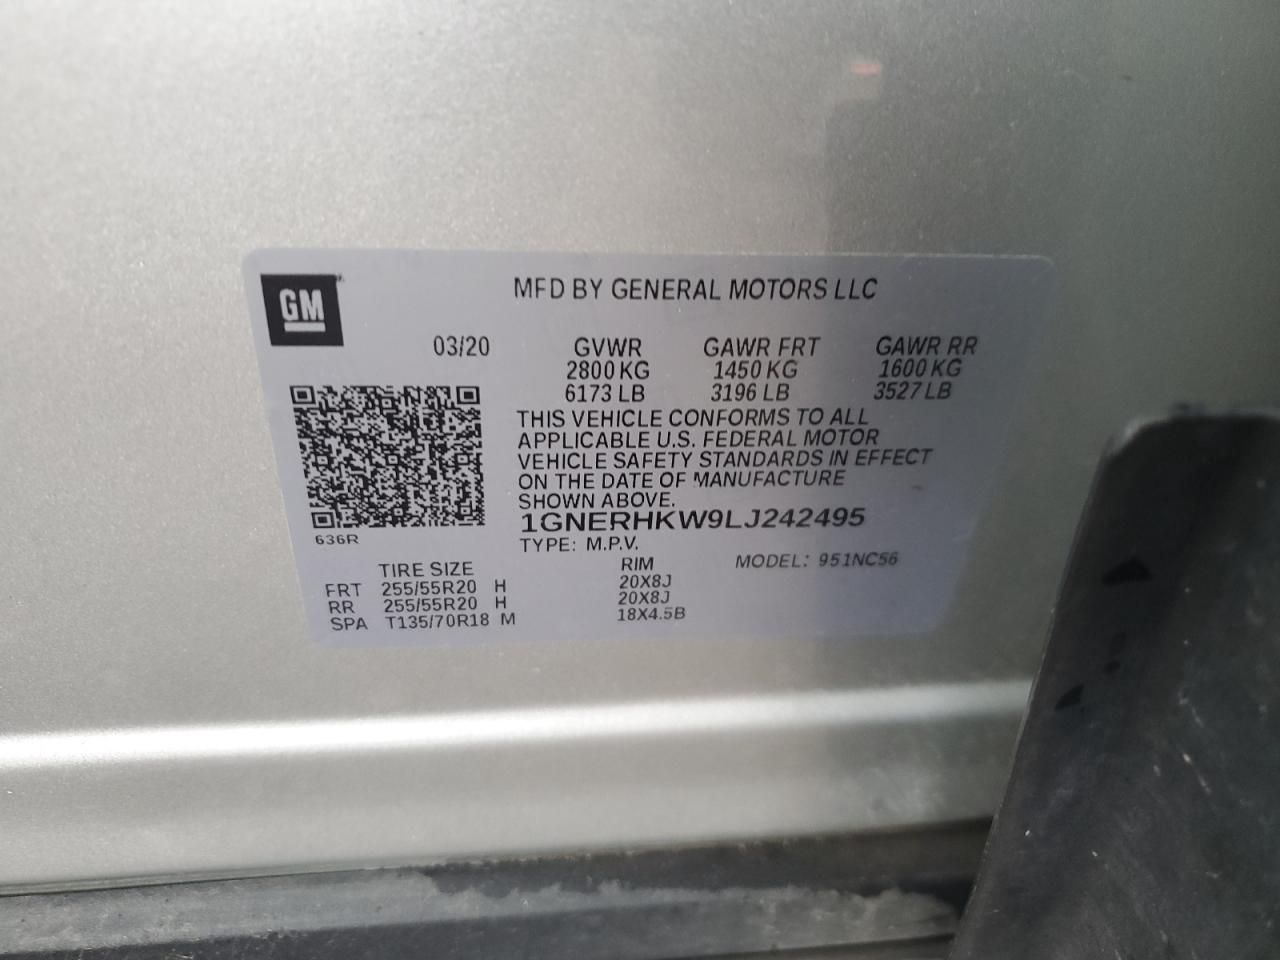 GM
MFD BY GENERAL MOTORS LLC
03/20 GVWR GAWR FRT GAWR RR
2800 KG 1450 KG 1600 KG
6173 LB 3196 LB 3527 LB
THIS VEHICLE CONFORMS TO ALL
APPLICABLE U.S. FEDERAL MOTOR
VEHICLE SAFETY STANDARDS IN EFFECT
ON THE DATE OF MANUFACTURE
SHOWN ABOVE.
1GNERHKW9LJ242495
636R
TYPE: M.P.V.
MODEL: 951NC56
TIRE SIZE RIM
FRT 255/55R20 H 20X8J
RR 255/55R20 H 20X8J
SPA T135/70R18 M 18X4.5B